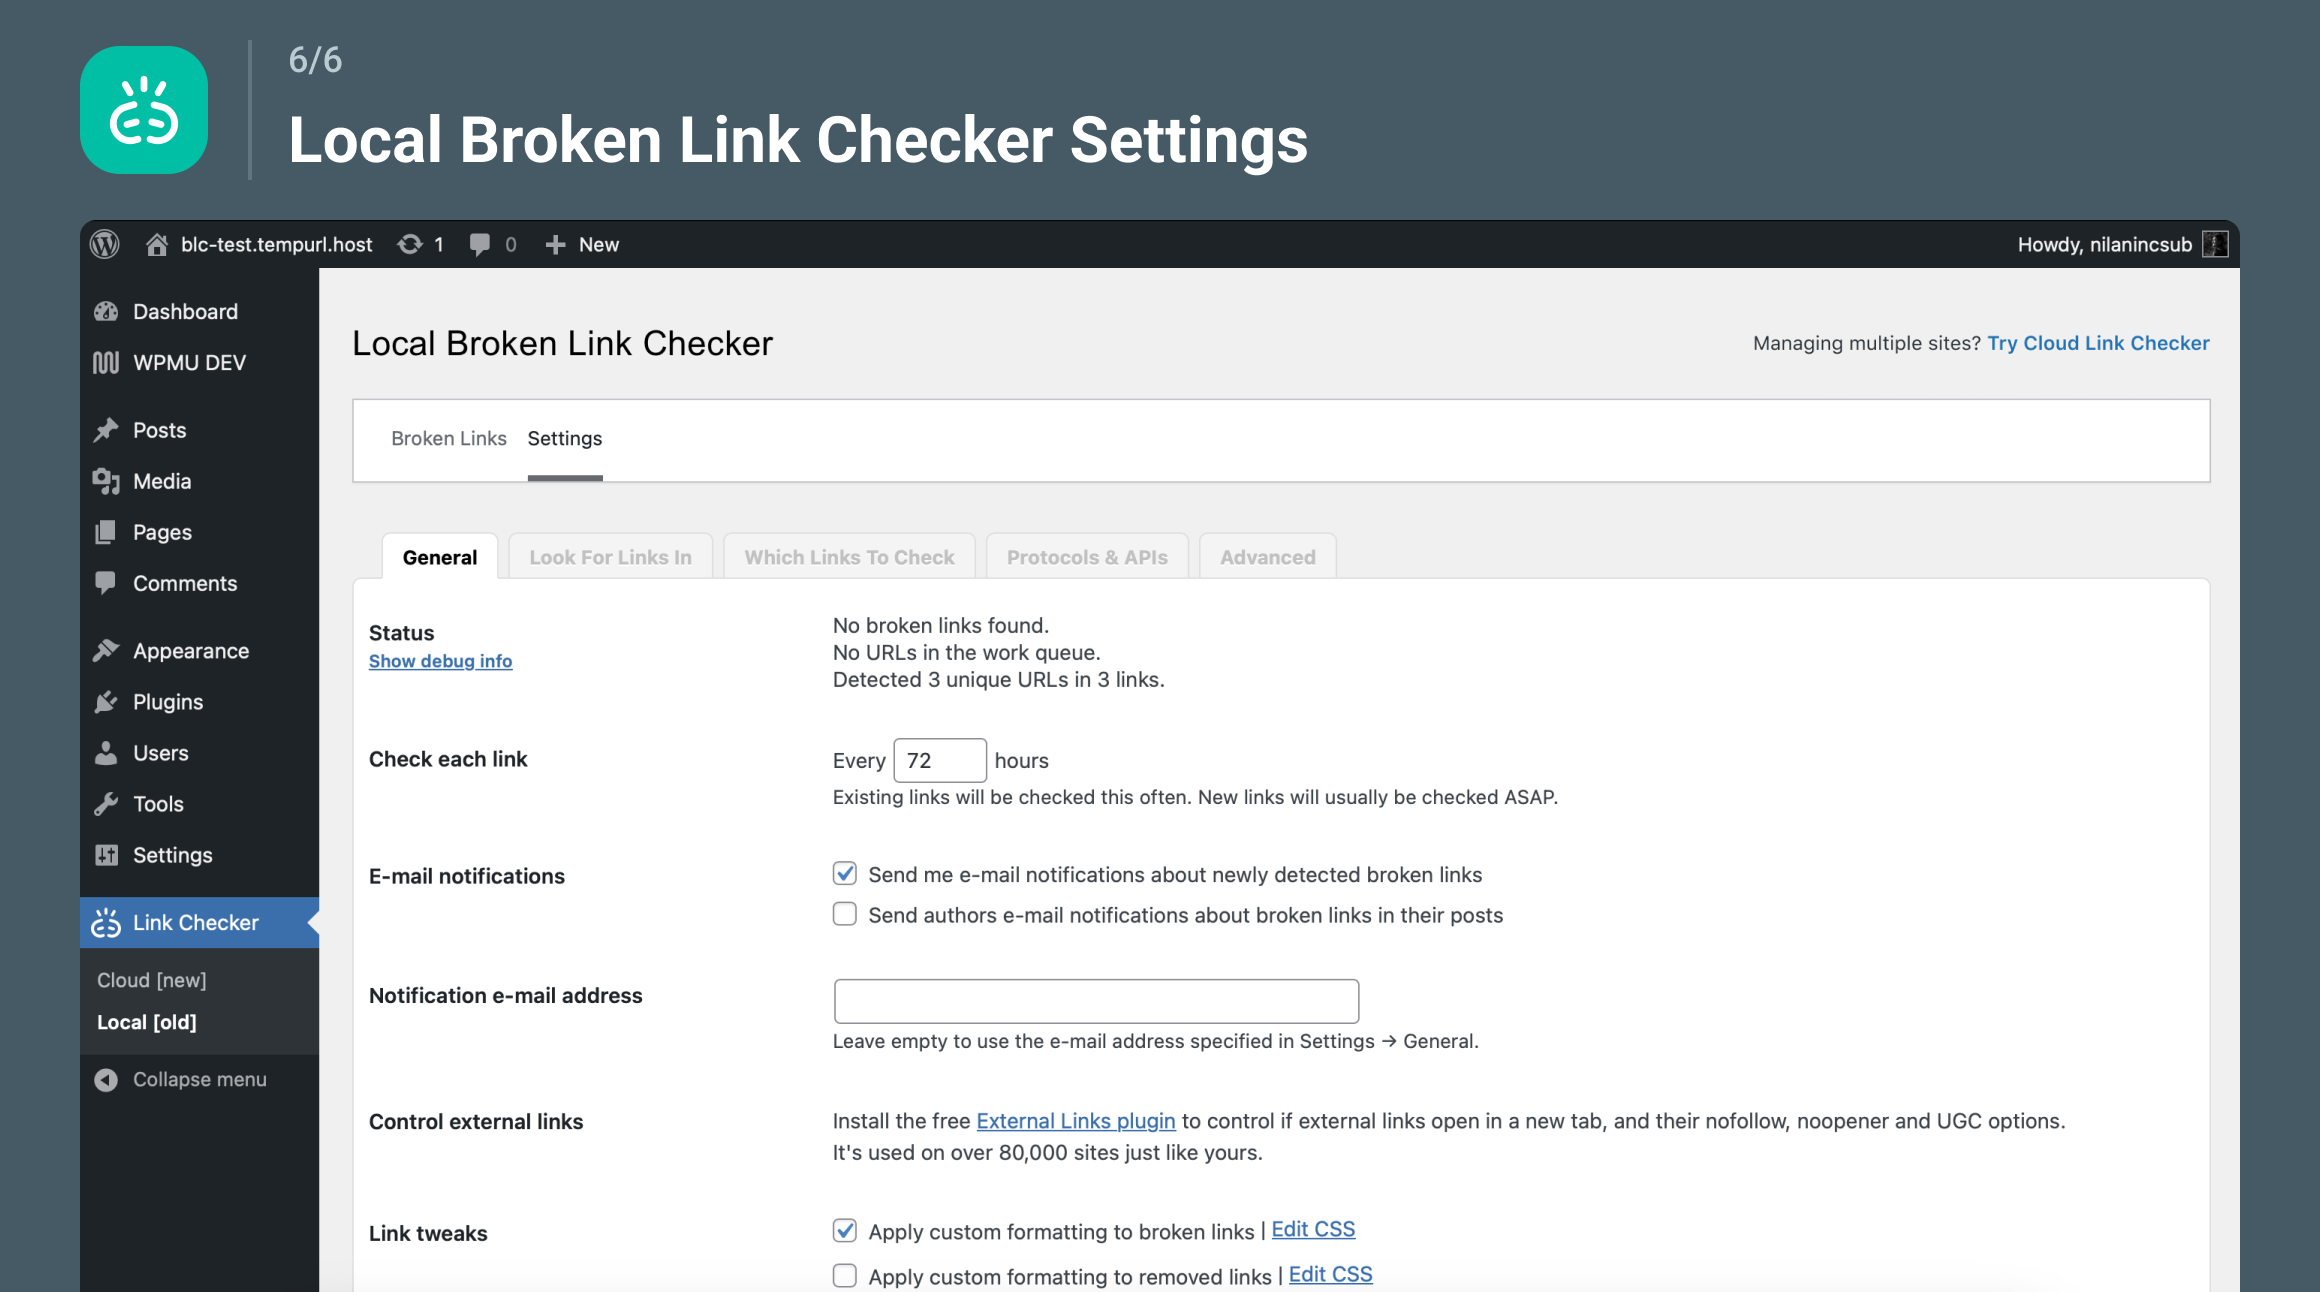 6/6
Local Broken Link Checker Settings
blc-test.tempurl.host 1 0 New Howdy, nilanincsub
Dashboard
WPMU DEV
Posts
Media
Pages
Comments
Appearance
Plugins
Users
Tools
Settings
Link Checker
Cloud [new]
Local [old]
Collapse menu
Local Broken Link Checker
Managing multiple sites? Try Cloud Link Checker
Broken Links Settings
General Look For Links In Which Links To Check Protocols & APIs Advanced
Status
Show debug info
No broken links found.
No URLs in the work queue.
Detected 3 unique URLs in 3 links.
Check each link
Every 72 hours
Existing links will be checked this often. New links will usually be checked ASAP.
E-mail notifications
Send me e-mail notifications about newly detected broken links
Send authors e-mail notifications about broken links in their posts
Notification e-mail address
Leave empty to use the e-mail address specified in Settings → General.
Control external links
Install the free External Links plugin to control if external links open in a new tab, and their nofollow, noopener and UGC options.
It's used on over 80,000 sites just like yours.
Link tweaks
Apply custom formatting to broken links | Edit CSS
Apply custom formatting to removed links | Edit CSS